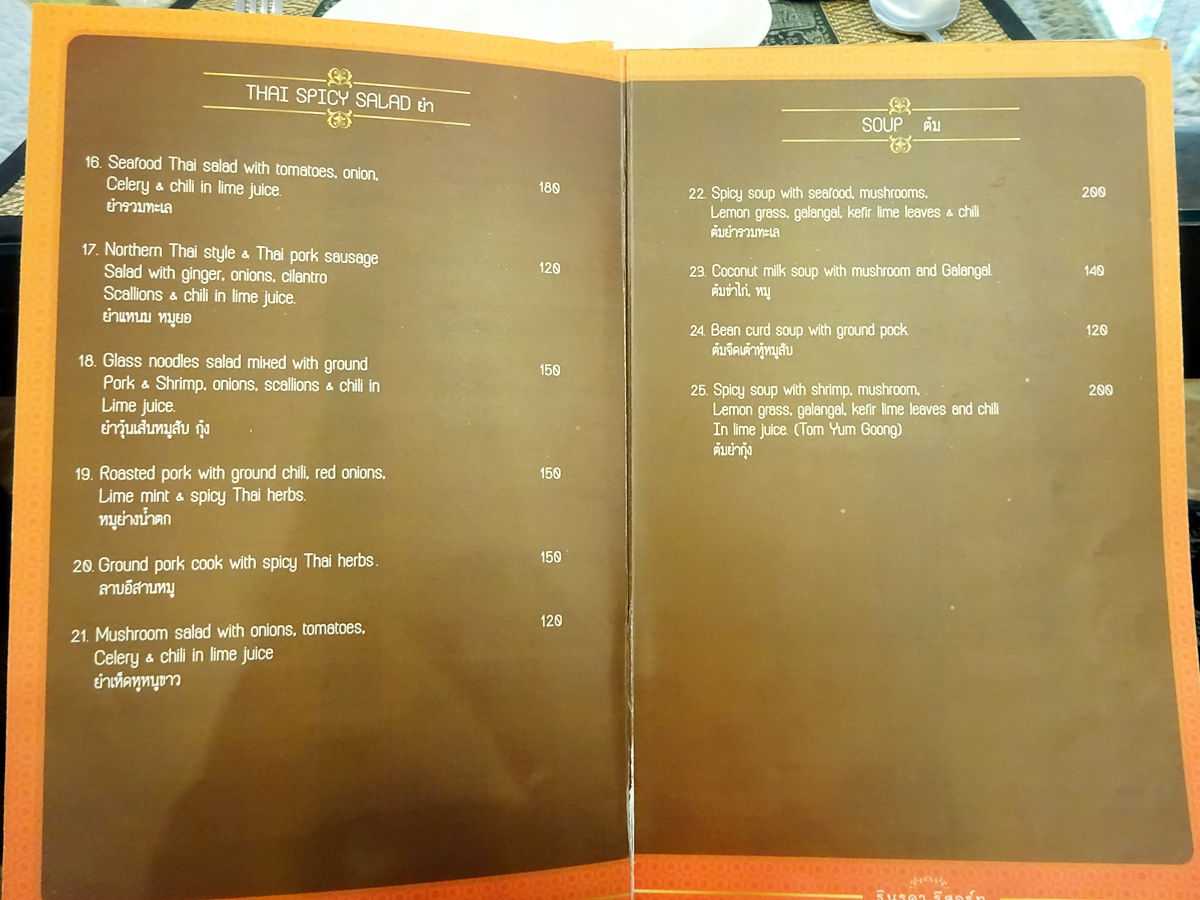 THAI SPICY SALAD ยำ
16. Seafood Thai salad with tomatoes, onion,
Celery & chili in lime juice. 180
ยำรวมทะเล
17. Northern Thai style & Thai pork sausage
Salad with ginger, onions, cilantro 120
Scallions & chili in lime juice.
ยำแหนม หมูยอ
18. Glass noodles salad mixed with ground
Pork & Shrimp, onions, scallions & chili in 150
Lime juice.
ยำวุ้นเส้นหมูสับ กุ้ง
19. Roasted pork with ground chili, red onions, 150
Lime mint & spicy Thai herbs.
หมูย่างน้ำตก
20. Ground pork cook with spicy Thai herbs. 150
ลาบอีสานหมู
21. Mushroom salad with onions, tomatoes, 120
Celery & chili in lime juice
ยำเห็ดหูหนูขาว
SOUP ต้ม
22. Spicy soup with seafood, mushrooms, 200
Lemon grass, galangal, kefir lime leaves & chili
ต้มยำรวมทะเล
23. Coconut milk soup with mushroom and Galangal. 140
ต้มข่าไก่, หมู
24. Bean curd soup with ground pock. 120
ต้มจืดเต้าหู้หมูสับ
25. Spicy soup with shrimp, mushroom, 200
Lemon grass, galangal, kefir lime leaves and chili
In lime juice. (Tom Yum Goong)
ต้มยำกุ้ง